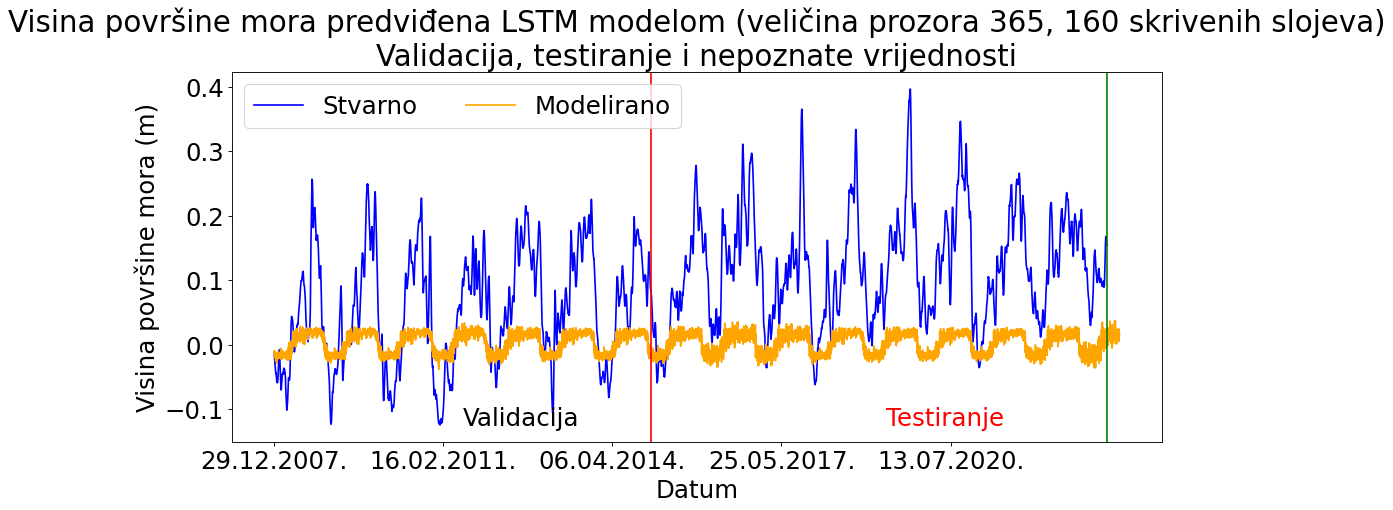 Visina površine mora predviđena LSTM modelom (veličina prozora 365, 160 skrivenih slojeva)
Validacija, testiranje i nepoznate vrijednosti
Stvarno
Modelirano
Visina površine mora (m)
0.4
0.3
0.2
0.1
0.0
−0.1
Validacija
Testiranje
29.12.2007.
16.02.2011.
06.04.2014.
25.05.2017.
13.07.2020.
Datum